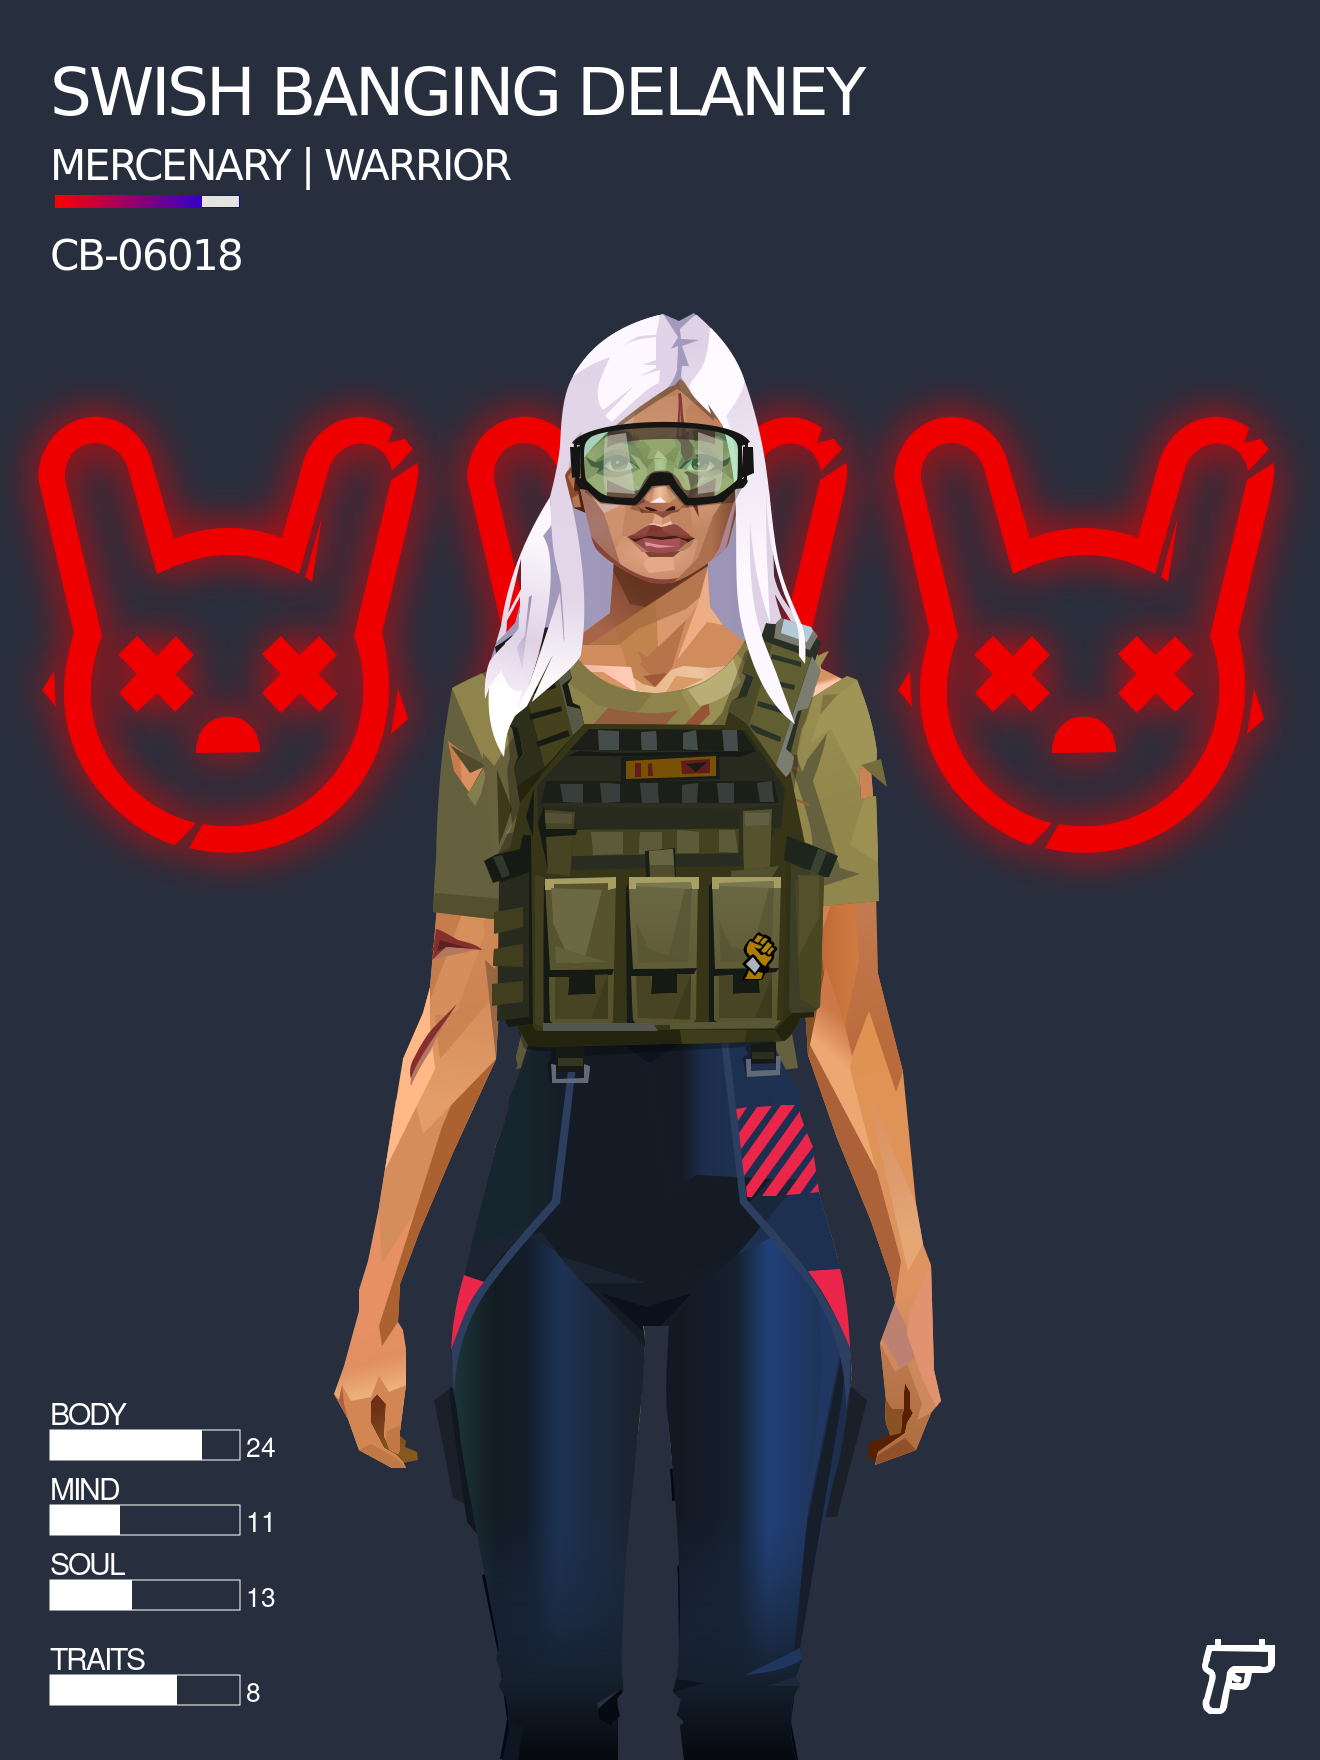 SWISH BANGING DELANEY
MERCENARY | WARRIOR
CB-06018
BODY
24
MIND
11
SOUL
13
TRAITS
8